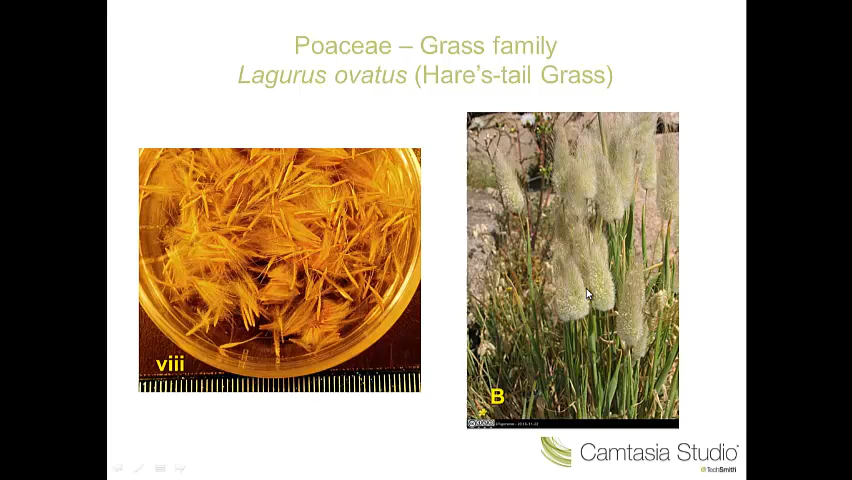 Poaceae – Grass family
Lagurus ovatus (Hare's-tail Grass)
viii
B
Camtasia Studio
TechSmith